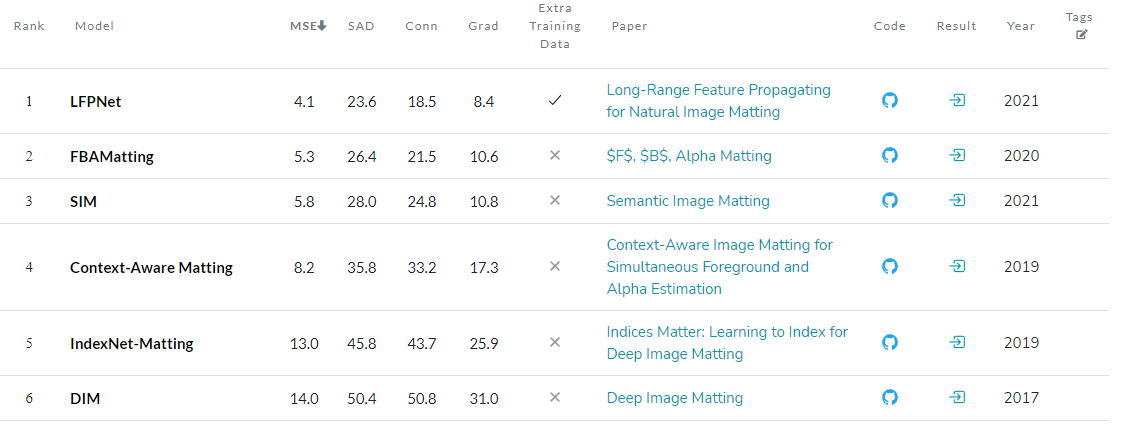 Rank Model MSE SAD Conn Grad Extra Training Data Paper Code Result Year Tags
1 LFPNet 4.1 23.6 18.5 8.4 ✓ Long-Range Feature Propagating
for Natural Image Matting 2021
2 FBAMatting 5.3 26.4 21.5 10.6 × $F$, $B$, Alpha Matting 2020
3 SIM 5.8 28.0 24.8 10.8 × Semantic Image Matting 2021
4 Context-Aware Matting 8.2 35.8 33.2 17.3 × Context-Aware Image Matting for
Simultaneous Foreground and
Alpha Estimation 2019
5 IndexNet-Matting 13.0 45.8 43.7 25.9 × Indices Matter: Learning to Index for
Deep Image Matting 2019
6 DIM 14.0 50.4 50.8 31.0 × Deep Image Matting 2017